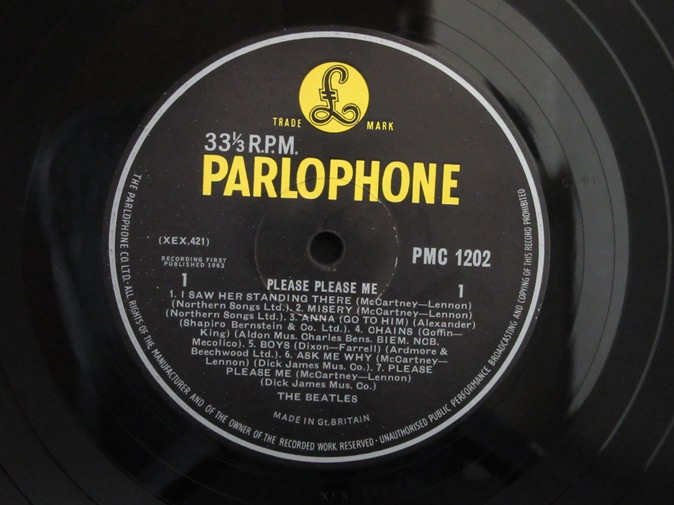 £
TRADE MARK
33⅓ R.P.M.
PARLOPHONE
(XEX.421)
RECORDING FIRST
PUBLISHED 1963
PMC 1202
PLEASE PLEASE ME
1 1
1. I SAW HER STANDING THERE (McCartney—Lennon)
(Northern Songs Ltd.). 2. MISERY (McCartney—Lennon)
(Northern Songs Ltd.). 3. ANNA (GO TO HIM) (Alexander)
(Shapiro Bernstein & Co. Ltd.). 4. CHAINS (Goffin—
King) (Aldon Mus. Charles Bens. BIEM. NCB.
Mecolico). 5. BOYS (Dixon—Farrell) (Ardmore &
Beechwood Ltd.). 6. ASK ME WHY (McCartney—
Lennon) (Dick James Mus. Co.). 7. PLEASE
PLEASE ME (McCartney—Lennon)
(Dick James Mus. Co.)
THE BEATLES
MADE IN Gt. BRITAIN
THE PARLOPHONE CO. LTD. · ALL RIGHTS OF THE MANUFACTURER AND OF THE OWNER OF THE RECORDED WORK RESERVED · UNAUTHORISED PUBLIC PERFORMANCE BROADCASTING AND COPYING OF THIS RECORD PROHIBITED
XEX